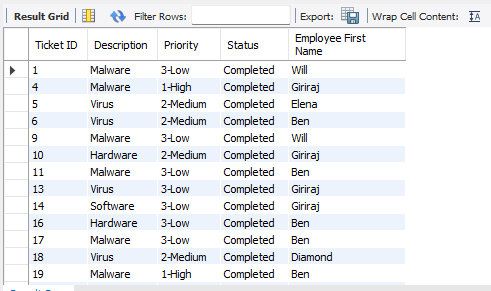 Result Grid Filter Rows: Export: Wrap Cell Content: IA
Ticket ID Description Priority Status Employee First Name
1 Malware 3-Low Completed Will
4 Malware 1-High Completed Giriraj
5 Virus 2-Medium Completed Elena
6 Virus 2-Medium Completed Ben
9 Malware 3-Low Completed Will
10 Hardware 2-Medium Completed Giriraj
11 Malware 3-Low Completed Ben
13 Virus 3-Low Completed Giriraj
14 Software 3-Low Completed Giriraj
16 Hardware 3-Low Completed Ben
17 Malware 3-Low Completed Ben
18 Virus 2-Medium Completed Diamond
19 Malware 1-High Completed Ben